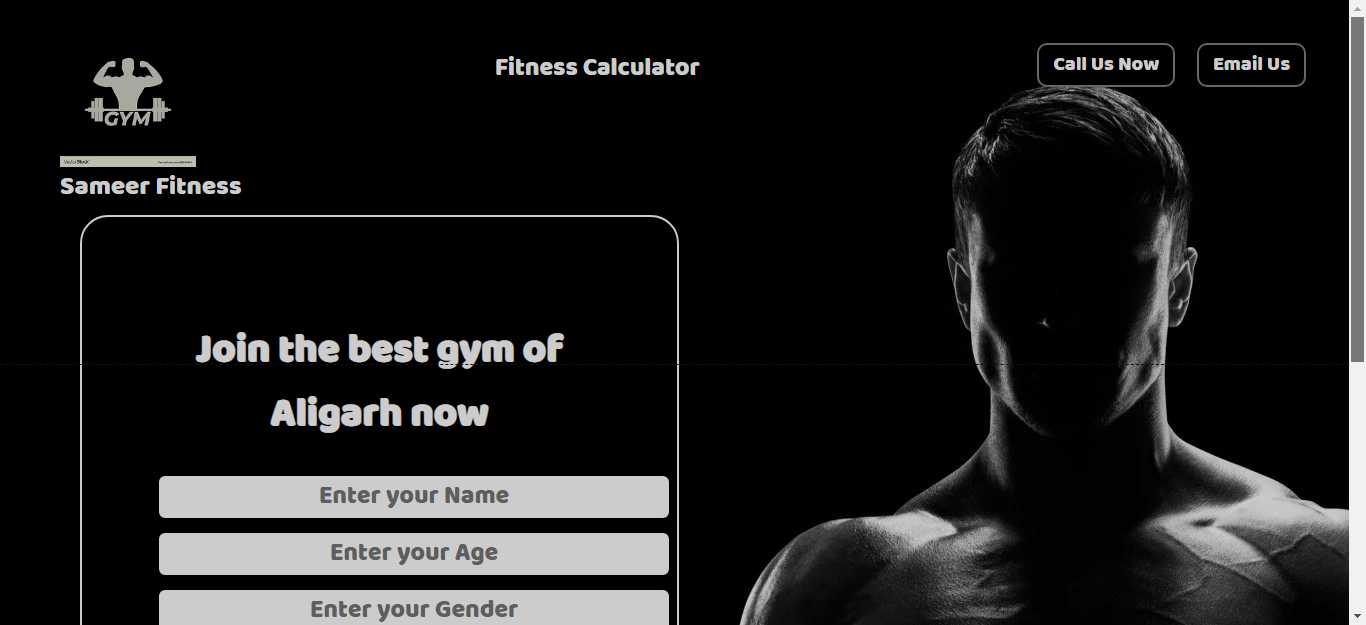 Fitness Calculator
Call Us Now
Email Us
GYM
VectorStock
Sameer Fitness
Join the best gym of
Aligarh now
Enter your Name
Enter your Age
Enter your Gender